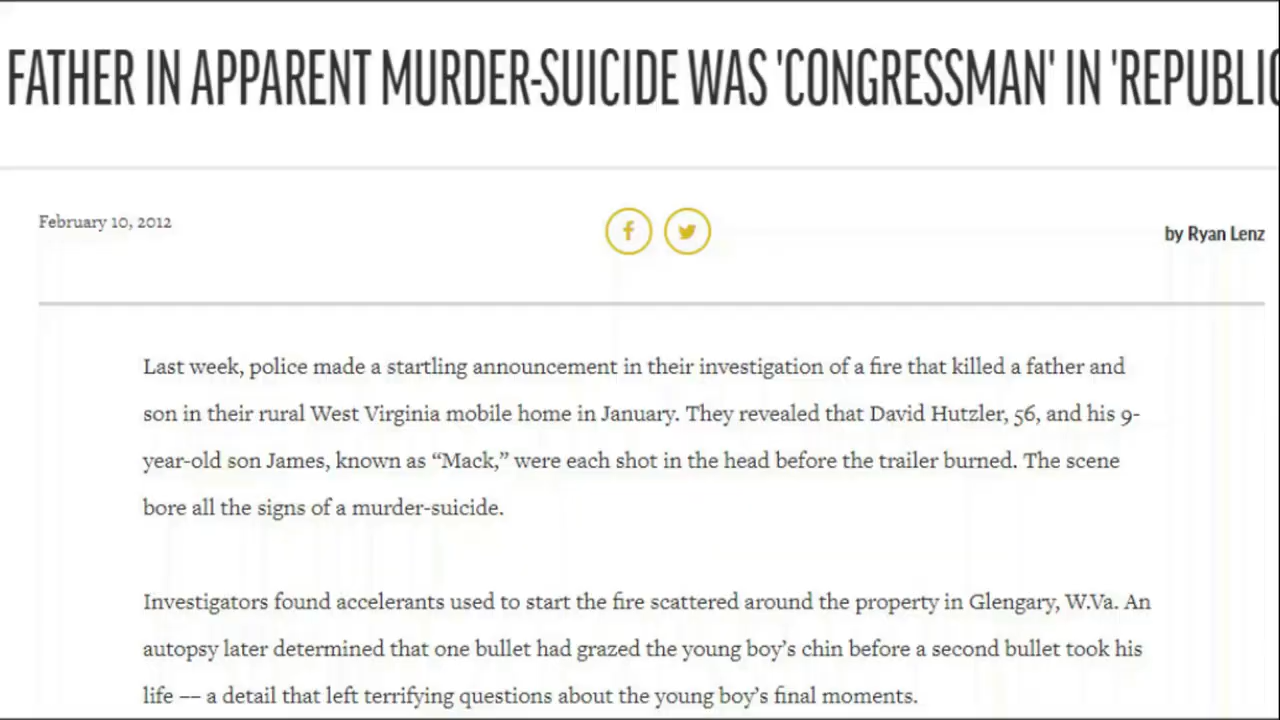 FATHER IN APPARENT MURDER-SUICIDE WAS 'CONGRESSMAN' IN 'REPUBLIC
February 10, 2012
by Ryan Lenz
Last week, police made a startling announcement in their investigation of a fire that killed a father and
son in their rural West Virginia mobile home in January. They revealed that David Hutzler, 56, and his 9-
year-old son James, known as “Mack,” were each shot in the head before the trailer burned. The scene
bore all the signs of a murder-suicide.
Investigators found accelerants used to start the fire scattered around the property in Glengary, W.Va. An
autopsy later determined that one bullet had grazed the young boy’s chin before a second bullet took his
life –– a detail that left terrifying questions about the young boy’s final moments.